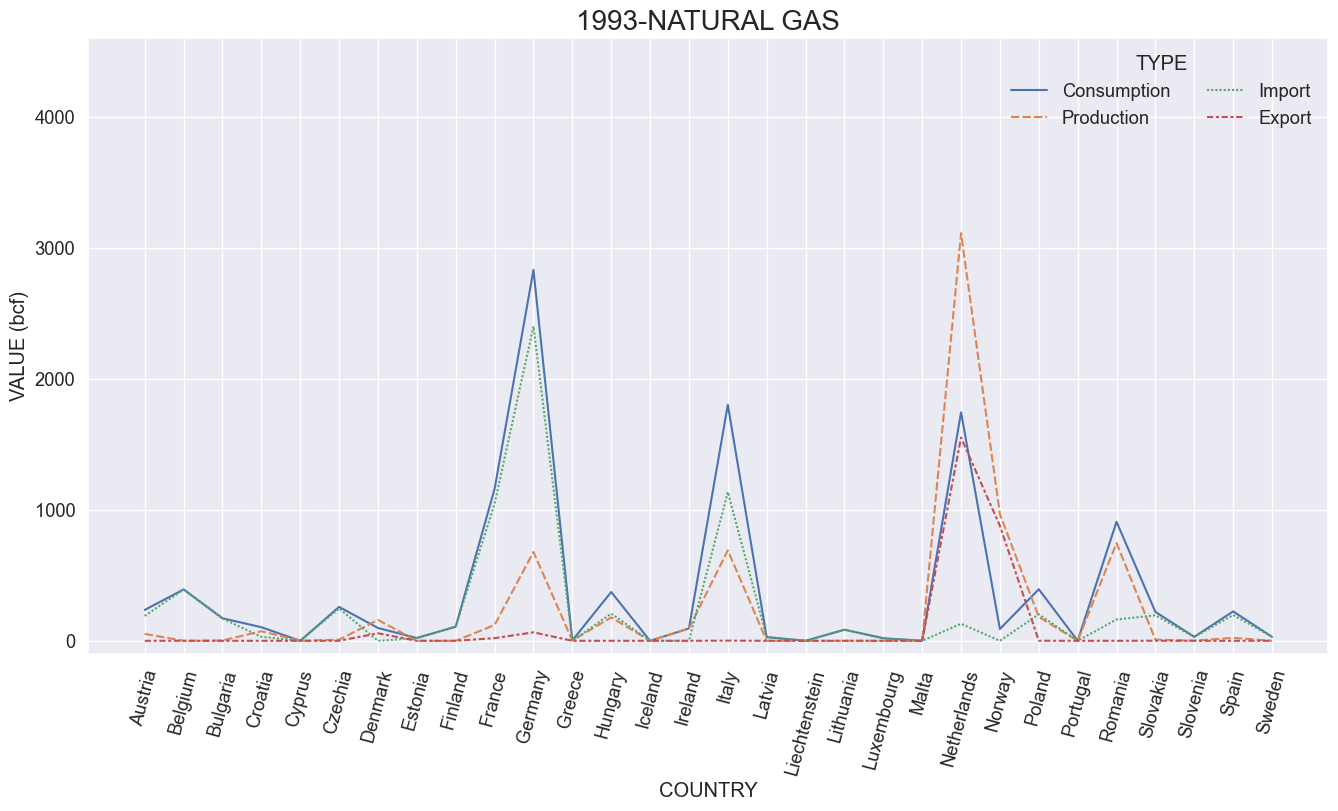 1993-NATURAL GAS
TYPE
Consumption
Import
Production
Export
4000
3000
2000
1000
0
VALUE (bcf)
Austria
Belgium
Bulgaria
Croatia
Cyprus
Czechia
Denmark
Estonia
Finland
France
Germany
Greece
Hungary
Iceland
Ireland
Italy
Latvia
Liechtenstein
Lithuania
Luxembourg
Malta
Netherlands
Norway
Poland
Portugal
Romania
Slovakia
Slovenia
Spain
Sweden
COUNTRY